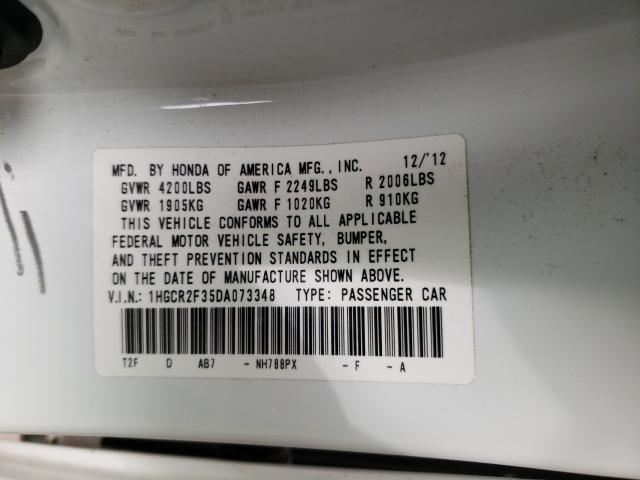 MFD. BY HONDA OF AMERICA MFG., INC. 12/'12
GVWR 4200LBS GAWR F 2249LBS R 2006LBS
GVWR 1905KG GAWR F 1020KG R 910KG
THIS VEHICLE CONFORMS TO ALL APPLICABLE
FEDERAL MOTOR VEHICLE SAFETY, BUMPER,
AND THEFT PREVENTION STANDARDS IN EFFECT
ON THE DATE OF MANUFACTURE SHOWN ABOVE.
V.I.N.: 1HGCR2F35DA073348 TYPE: PASSENGER CAR
T2F D AB7 - NH788PX - F - A